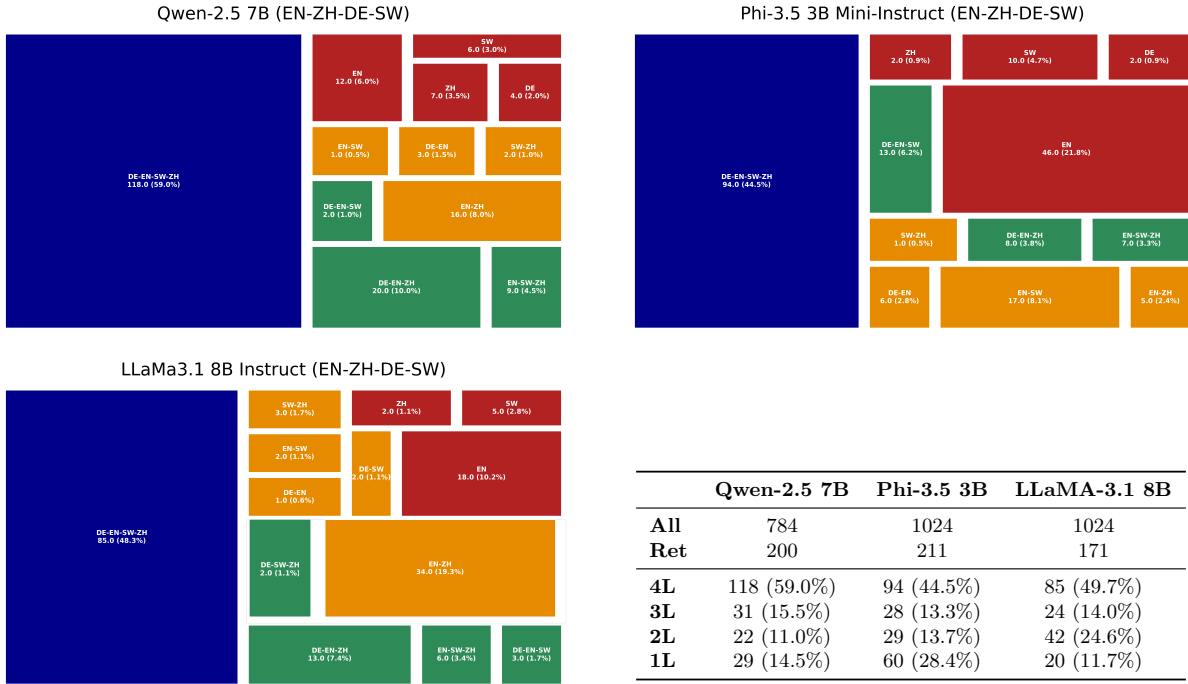 Qwen-2.5 7B (EN-ZH-DE-SW)
DE-EN-SW-ZH
118.0 (59.0%)
EN
12.0 (6.0%)
SW
6.0 (3.0%)
ZH
7.0 (3.5%)
DE
4.0 (2.0%)
EN-SW
1.0 (0.5%)
DE-EN
3.0 (1.5%)
SW-ZH
2.0 (1.0%)
DE-EN-SW
2.0 (1.0%)
EN-ZH
16.0 (8.0%)
DE-EN-ZH
20.0 (10.0%)
EN-SW-ZH
9.0 (4.5%)
Phi-3.5 3B Mini-Instruct (EN-ZH-DE-SW)
DE-EN-SW-ZH
94.0 (44.5%)
ZH
2.0 (0.9%)
SW
10.0 (4.7%)
DE
2.0 (0.9%)
DE-EN-SW
13.0 (6.2%)
EN
46.0 (21.8%)
SW-ZH
1.0 (0.5%)
DE-EN-ZH
8.0 (3.8%)
EN-SW-ZH
7.0 (3.3%)
DE-EN
6.0 (2.8%)
EN-SW
17.0 (8.1%)
EN-ZH
5.0 (2.4%)
LLaMa3.1 8B Instruct (EN-ZH-DE-SW)
DE-EN-SW-ZH
85.0 (48.3%)
SW-ZH
3.0 (1.7%)
ZH
2.0 (1.1%)
SW
5.0 (2.8%)
EN-SW
2.0 (1.1%)
DE-SW
2.0 (1.1%)
EN
18.0 (10.2%)
DE-EN
1.0 (0.6%)
DE-SW-ZH
2.0 (1.1%)
EN-ZH
34.0 (19.3%)
DE-EN-ZH
13.0 (7.4%)
EN-SW-ZH
6.0 (3.4%)
DE-EN-SW
3.0 (1.7%)
Qwen-2.5 7B Phi-3.5 3B LLaMA-3.1 8B
All 784 1024 1024
Ret 200 211 171
4L 118 (59.0%) 94 (44.5%) 85 (49.7%)
3L 31 (15.5%) 28 (13.3%) 24 (14.0%)
2L 22 (11.0%) 29 (13.7%) 42 (24.6%)
1L 29 (14.5%) 60 (28.4%) 20 (11.7%)